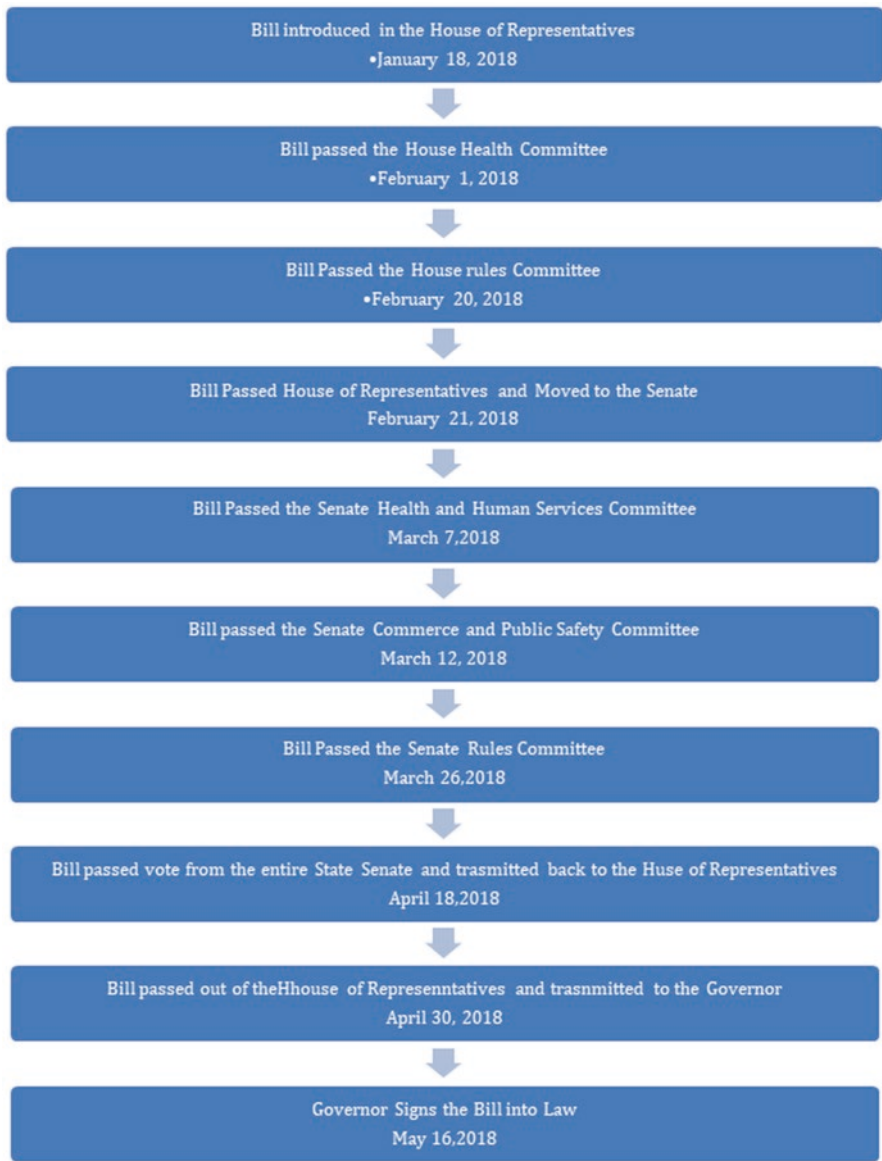 Bill introduced in the House of Representatives
•January 18, 2018
Bill passed the House Health Committee
•February 1, 2018
Bill Passed the House rules Committee
•February 20, 2018
Bill Passed House of Representatives and Moved to the Senate
February 21, 2018
Bill Passed the Senate Health and Human Services Committee
March 7,2018
Bill passed the Senate Commerce and Public Safety Committee
March 12, 2018
Bill Passed the Senate Rules Committee
March 26,2018
Bill passed vote from the entire State Senate and trasmitted back to the Huse of Representatives
April 18,2018
Bill passed out of theHhouse of Represenntatives and trasnmitted to the Governor
April 30, 2018
Governor Signs the Bill into Law
May 16,2018